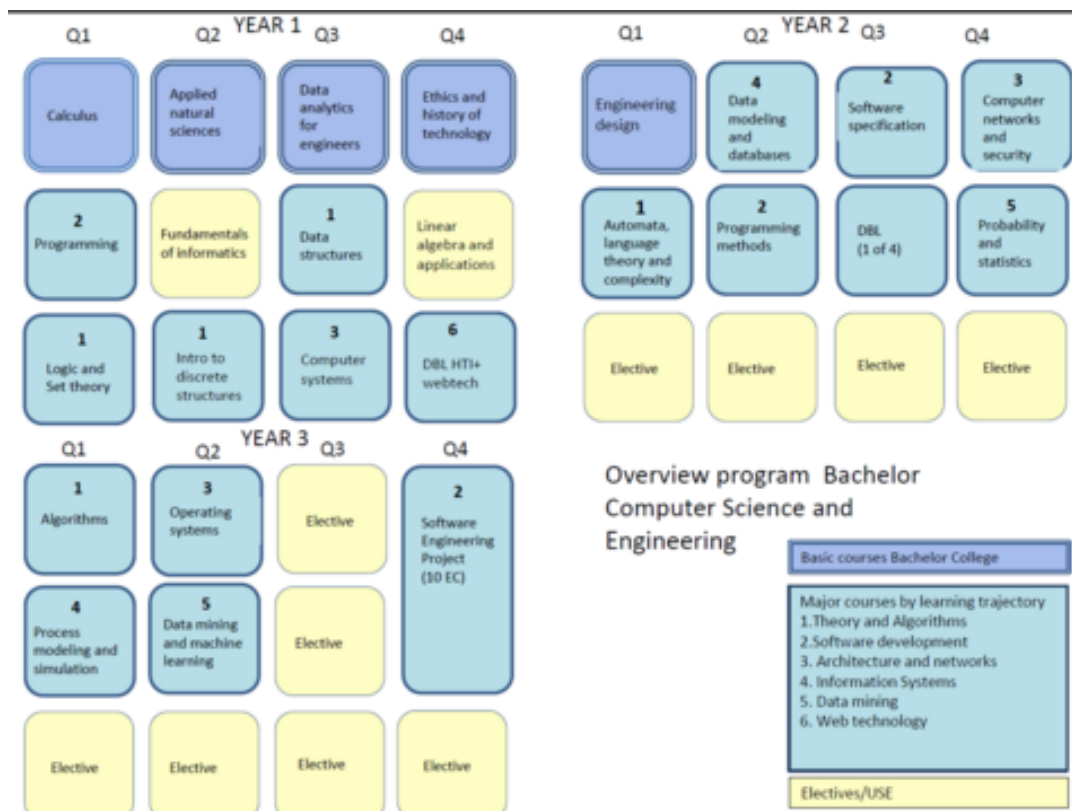 YEAR 1
Q1 Q2 Q3 Q4
Calculus
Applied
natural
sciences
Data
analytics
for
engineers
Ethics and
history of
technology
2
Programming
Fundamentals
of informatics
1
Data
structures
Linear
algebra and
applications
1
Logic and
Set theory
1
Intro to
discrete
structures
3
Computer
systems
6
DBL HTI+
webtech
YEAR 2
Q1 Q2 Q3 Q4
Engineering
design
4
Data
modeling
and
databases
2
Software
specification
3
Computer
networks
and
security
1
Automata,
language
theory and
complexity
2
Programming
methods
DBL
(1 of 4)
5
Probability
and
statistics
Elective
Elective
Elective
Elective
YEAR 3
Q1 Q2 Q3 Q4
1
Algorithms
3
Operating
systems
Elective
2
Software
Engineering
Project
(10 EC)
4
Process
modeling and
simulation
5
Data mining
and machine
learning
Elective
Elective
Elective
Elective
Elective
Overview program Bachelor
Computer Science and
Engineering
Basic courses Bachelor College
Major courses by learning trajectory
1.Theory and Algorithms
2.Software development
3. Architecture and networks
4. Information Systems
5. Data mining
6. Web technology
Electives/USE